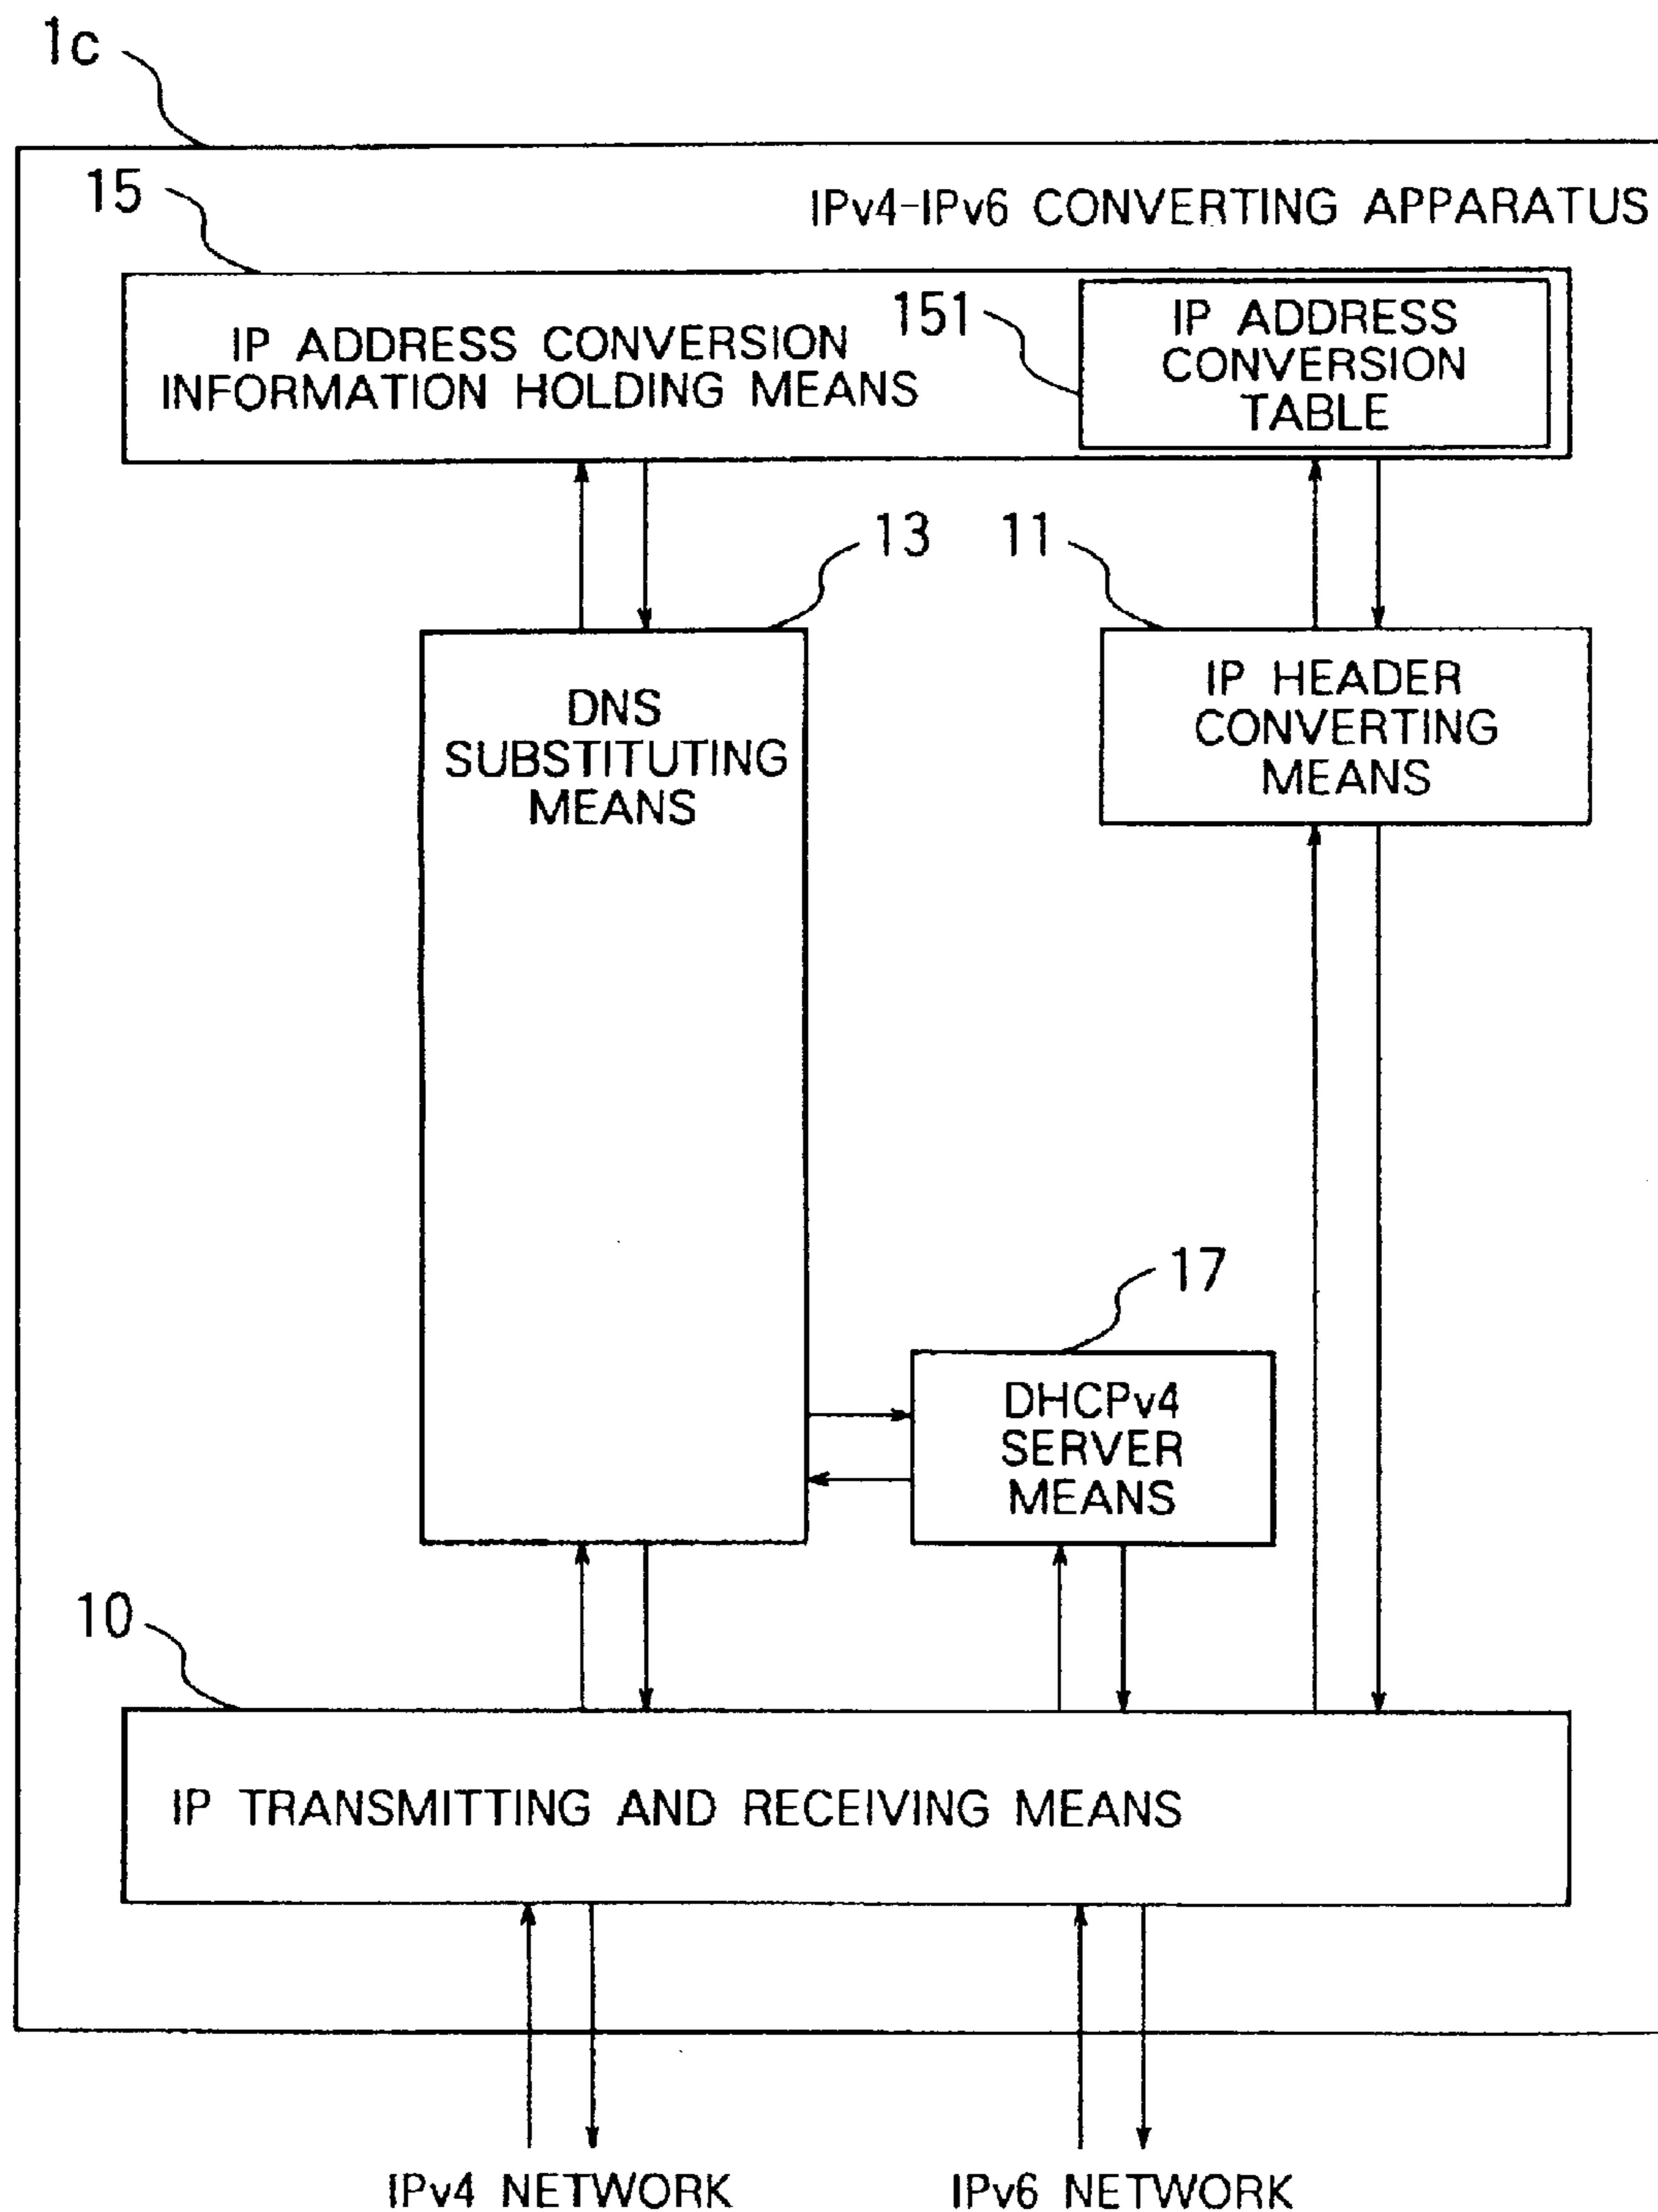 1c
15
IPv4-IPv6 CONVERTING APPARATUS
IP ADDRESS CONVERSION
INFORMATION HOLDING MEANS
151
IP ADDRESS
CONVERSION
TABLE
13
11
DNS
SUBSTITUTING
MEANS
IP HEADER
CONVERTING
MEANS
17
DHCPv4
SERVER
MEANS
10
IP TRANSMITTING AND RECEIVING MEANS
IPv4 NETWORK
IPv6 NETWORK